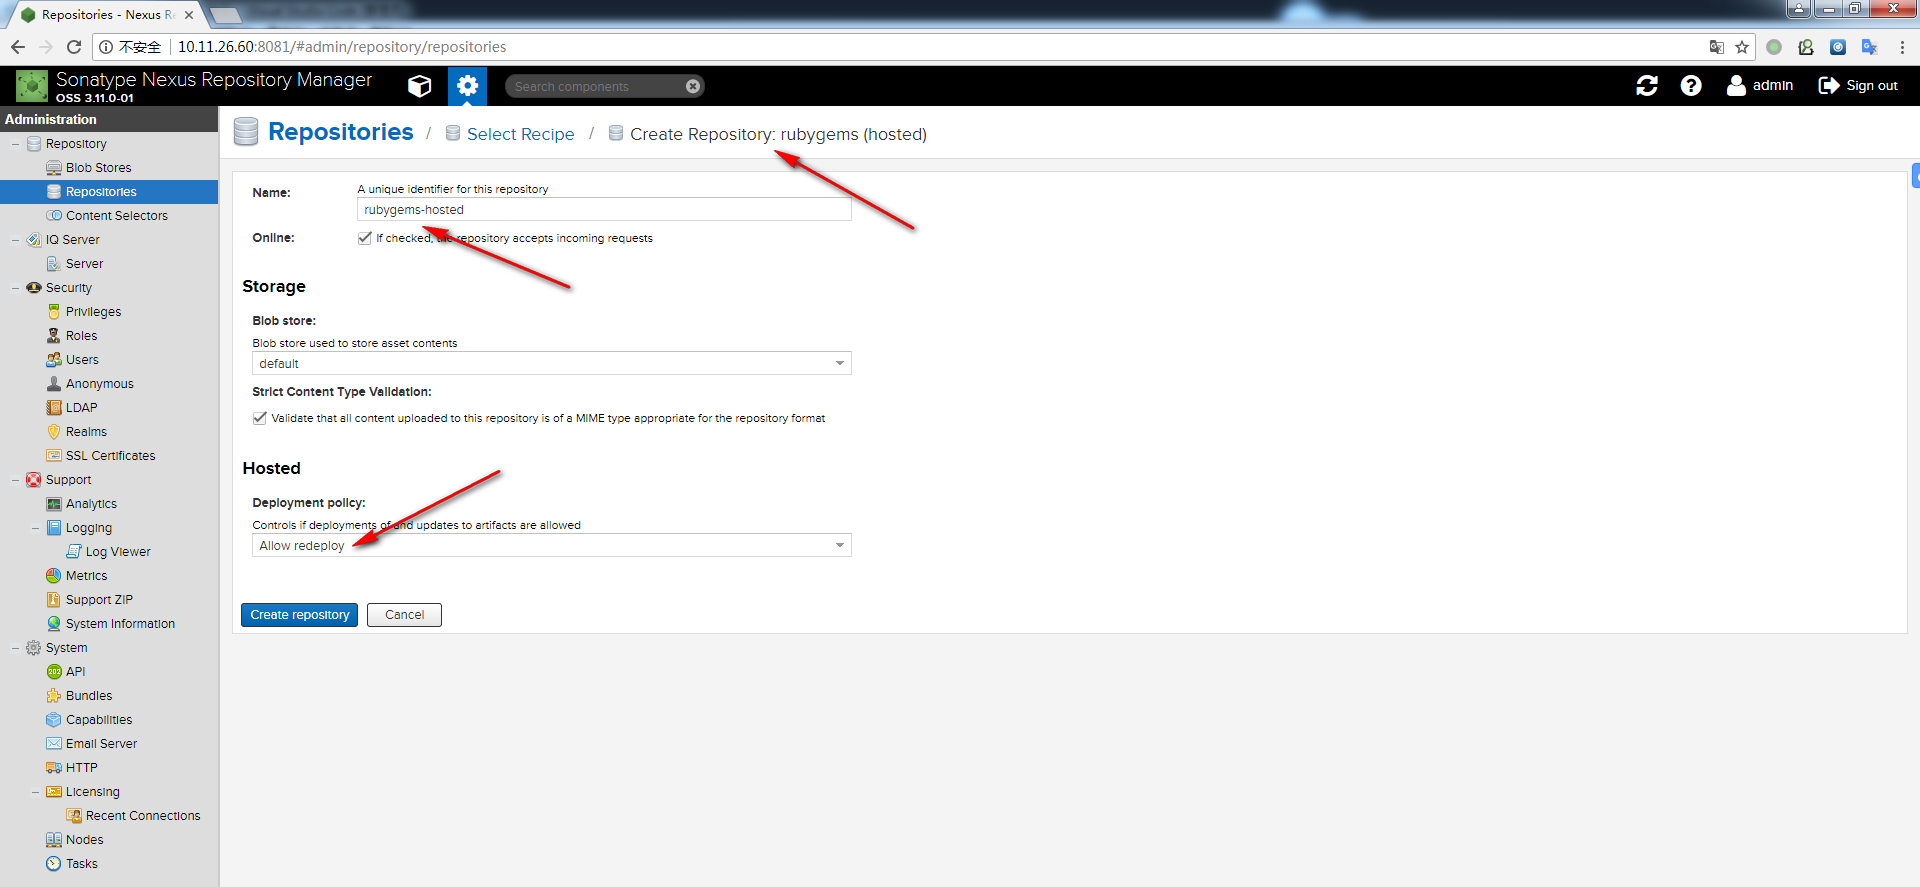 Repositories - Nexus Re
不安全
10.11.26.60:8081/#admin/repository/repositories
Sonatype Nexus Repository Manager
OSS 3.11.0-01
Search components
admin
Sign out
Administration
Repository
Blob Stores
Repositories
Content Selectors
IQ Server
Server
Security
Privileges
Roles
Users
Anonymous
LDAP
Realms
SSL Certificates
Support
Analytics
Logging
Log Viewer
Metrics
Support ZIP
System Information
System
API
Bundles
Capabilities
Email Server
HTTP
Licensing
Recent Connections
Nodes
Tasks
Repositories / Select Recipe / Create Repository: rubygems (hosted)
Name:
A unique identifier for this repository
rubygems-hosted
Online:
If checked, the repository accepts incoming requests
Storage
Blob store:
Blob store used to store asset contents
default
Strict Content Type Validation:
Validate that all content uploaded to this repository is of a MIME type appropriate for the repository format
Hosted
Deployment policy:
Controls if deployments of and updates to artifacts are allowed
Allow redeploy
Create repository
Cancel